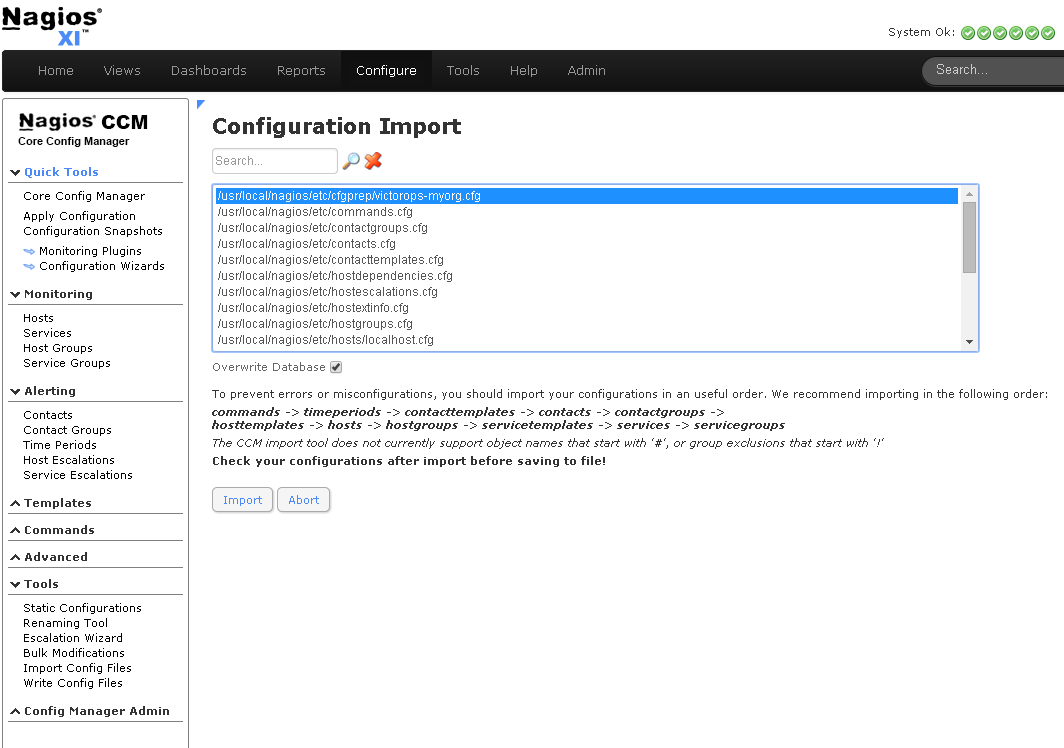 Nagios®
XI™
System Ok:
Home Views Dashboards Reports Configure Tools Help Admin Search...
Nagios® CCM
Core Config Manager
Quick Tools
Core Config Manager
Apply Configuration
Configuration Snapshots
Monitoring Plugins
Configuration Wizards
Monitoring
Hosts
Services
Host Groups
Service Groups
Alerting
Contacts
Contact Groups
Time Periods
Host Escalations
Service Escalations
Templates
Commands
Advanced
Tools
Static Configurations
Renaming Tool
Escalation Wizard
Bulk Modifications
Import Config Files
Write Config Files
Config Manager Admin
Configuration Import
Search...
/usr/local/nagios/etc/cfgprep/victorops-myorg.cfg
/usr/local/nagios/etc/commands.cfg
/usr/local/nagios/etc/contactgroups.cfg
/usr/local/nagios/etc/contacts.cfg
/usr/local/nagios/etc/contacttemplates.cfg
/usr/local/nagios/etc/hostdependencies.cfg
/usr/local/nagios/etc/hostescalations.cfg
/usr/local/nagios/etc/hostextinfo.cfg
/usr/local/nagios/etc/hostgroups.cfg
/usr/local/nagios/etc/hosts/localhost.cfg
Overwrite Database
To prevent errors or misconfigurations, you should import your configurations in an useful order. We recommend importing in the following order:
commands -> timeperiods -> contacttemplates -> contacts -> contactgroups ->
hosttemplates -> hosts -> hostgroups -> servicetemplates -> services -> servicegroups
The CCM import tool does not currently support object names that start with '#', or group exclusions that start with '!'
Check your configurations after import before saving to file!
Import Abort